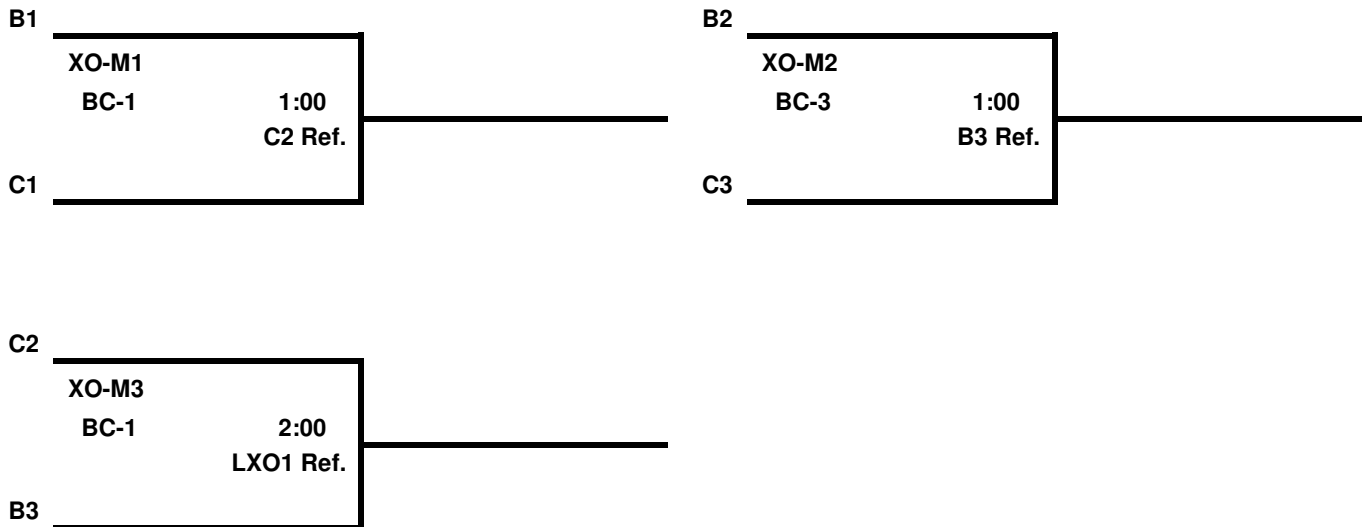 B1
XO-M1
BC-1 1:00
C2 Ref.
C1
B2
XO-M2
BC-3 1:00
B3 Ref.
C3
C2
XO-M3
BC-1 2:00
LXO1 Ref.
B3